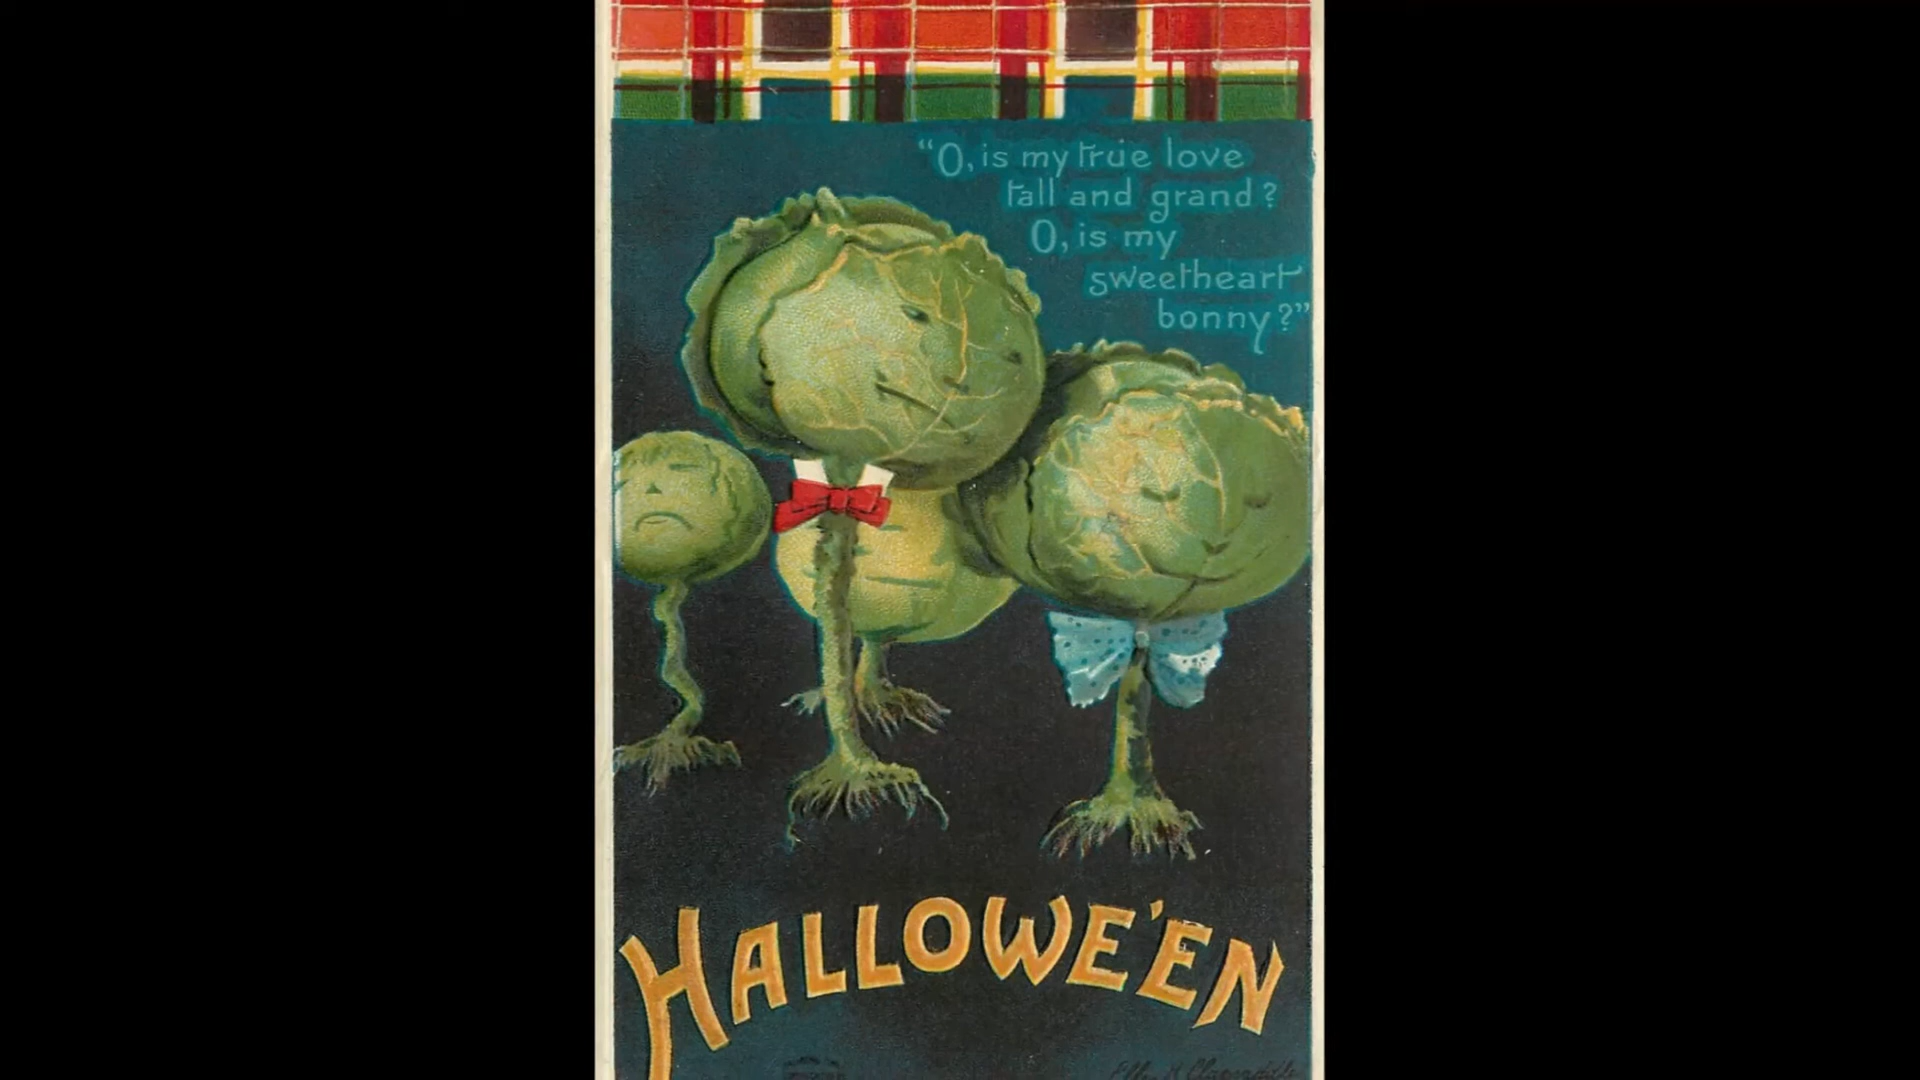 “O, is my true love
tall and grand?
O, is my
sweetheart
bonny?”
HALLOWE'EN